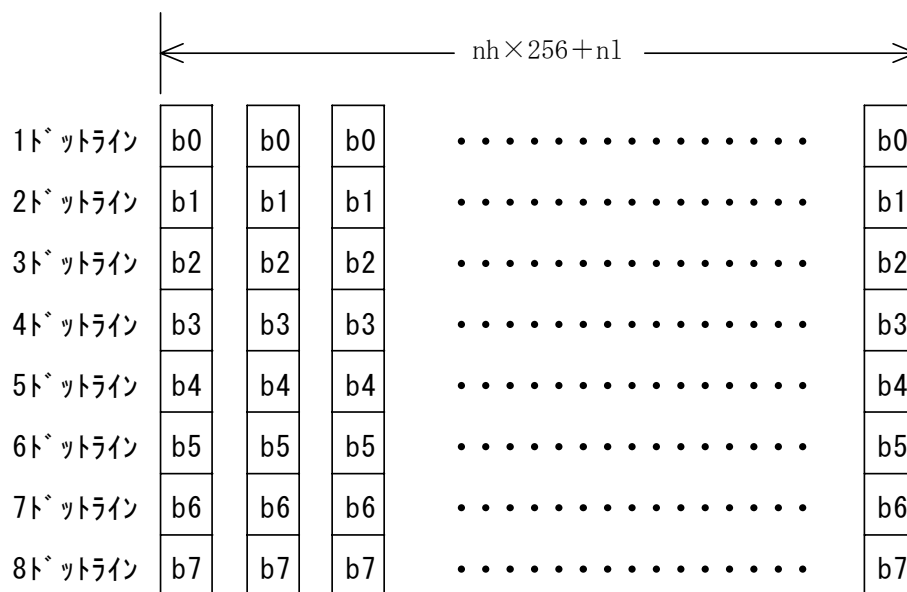 nh×256+nl
1ドットライン b0 b0 b0 ・・・・・・・・・・・・・・・ b0
2ドットライン b1 b1 b1 ・・・・・・・・・・・・・・・ b1
3ドットライン b2 b2 b2 ・・・・・・・・・・・・・・・ b2
4ドットライン b3 b3 b3 ・・・・・・・・・・・・・・・ b3
5ドットライン b4 b4 b4 ・・・・・・・・・・・・・・・ b4
6ドットライン b5 b5 b5 ・・・・・・・・・・・・・・・ b5
7ドットライン b6 b6 b6 ・・・・・・・・・・・・・・・ b6
8ドットライン b7 b7 b7 ・・・・・・・・・・・・・・・ b7